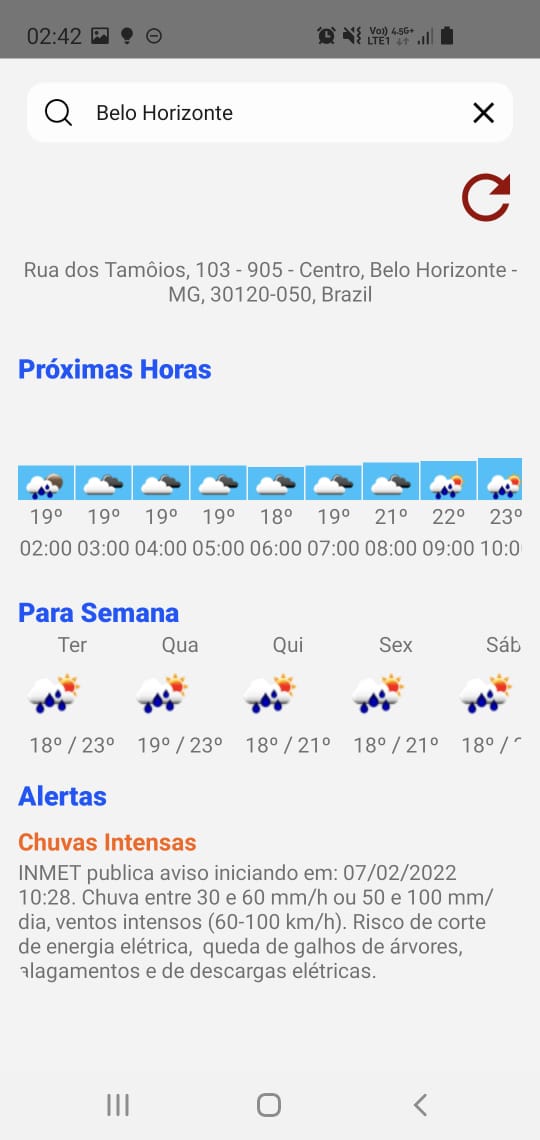 02:42 Vo)) 4.5G+ LTE1
Belo Horizonte
Rua dos Tamôios, 103 - 905 - Centro, Belo Horizonte -
MG, 30120-050, Brazil
Próximas Horas
19º 19º 19º 19º 18º 19º 21º 22º 23º
02:00 03:00 04:00 05:00 06:00 07:00 08:00 09:00 10:0
Para Semana
Ter Qua Qui Sex Sáb
18º / 23º 19º / 23º 18º / 21º 18º / 21º 18º /
Alertas
Chuvas Intensas
INMET publica aviso iniciando em: 07/02/2022
10:28. Chuva entre 30 e 60 mm/h ou 50 e 100 mm/
dia, ventos intensos (60-100 km/h). Risco de corte
de energia elétrica,  queda de galhos de árvores,
alagamentos e de descargas elétricas.